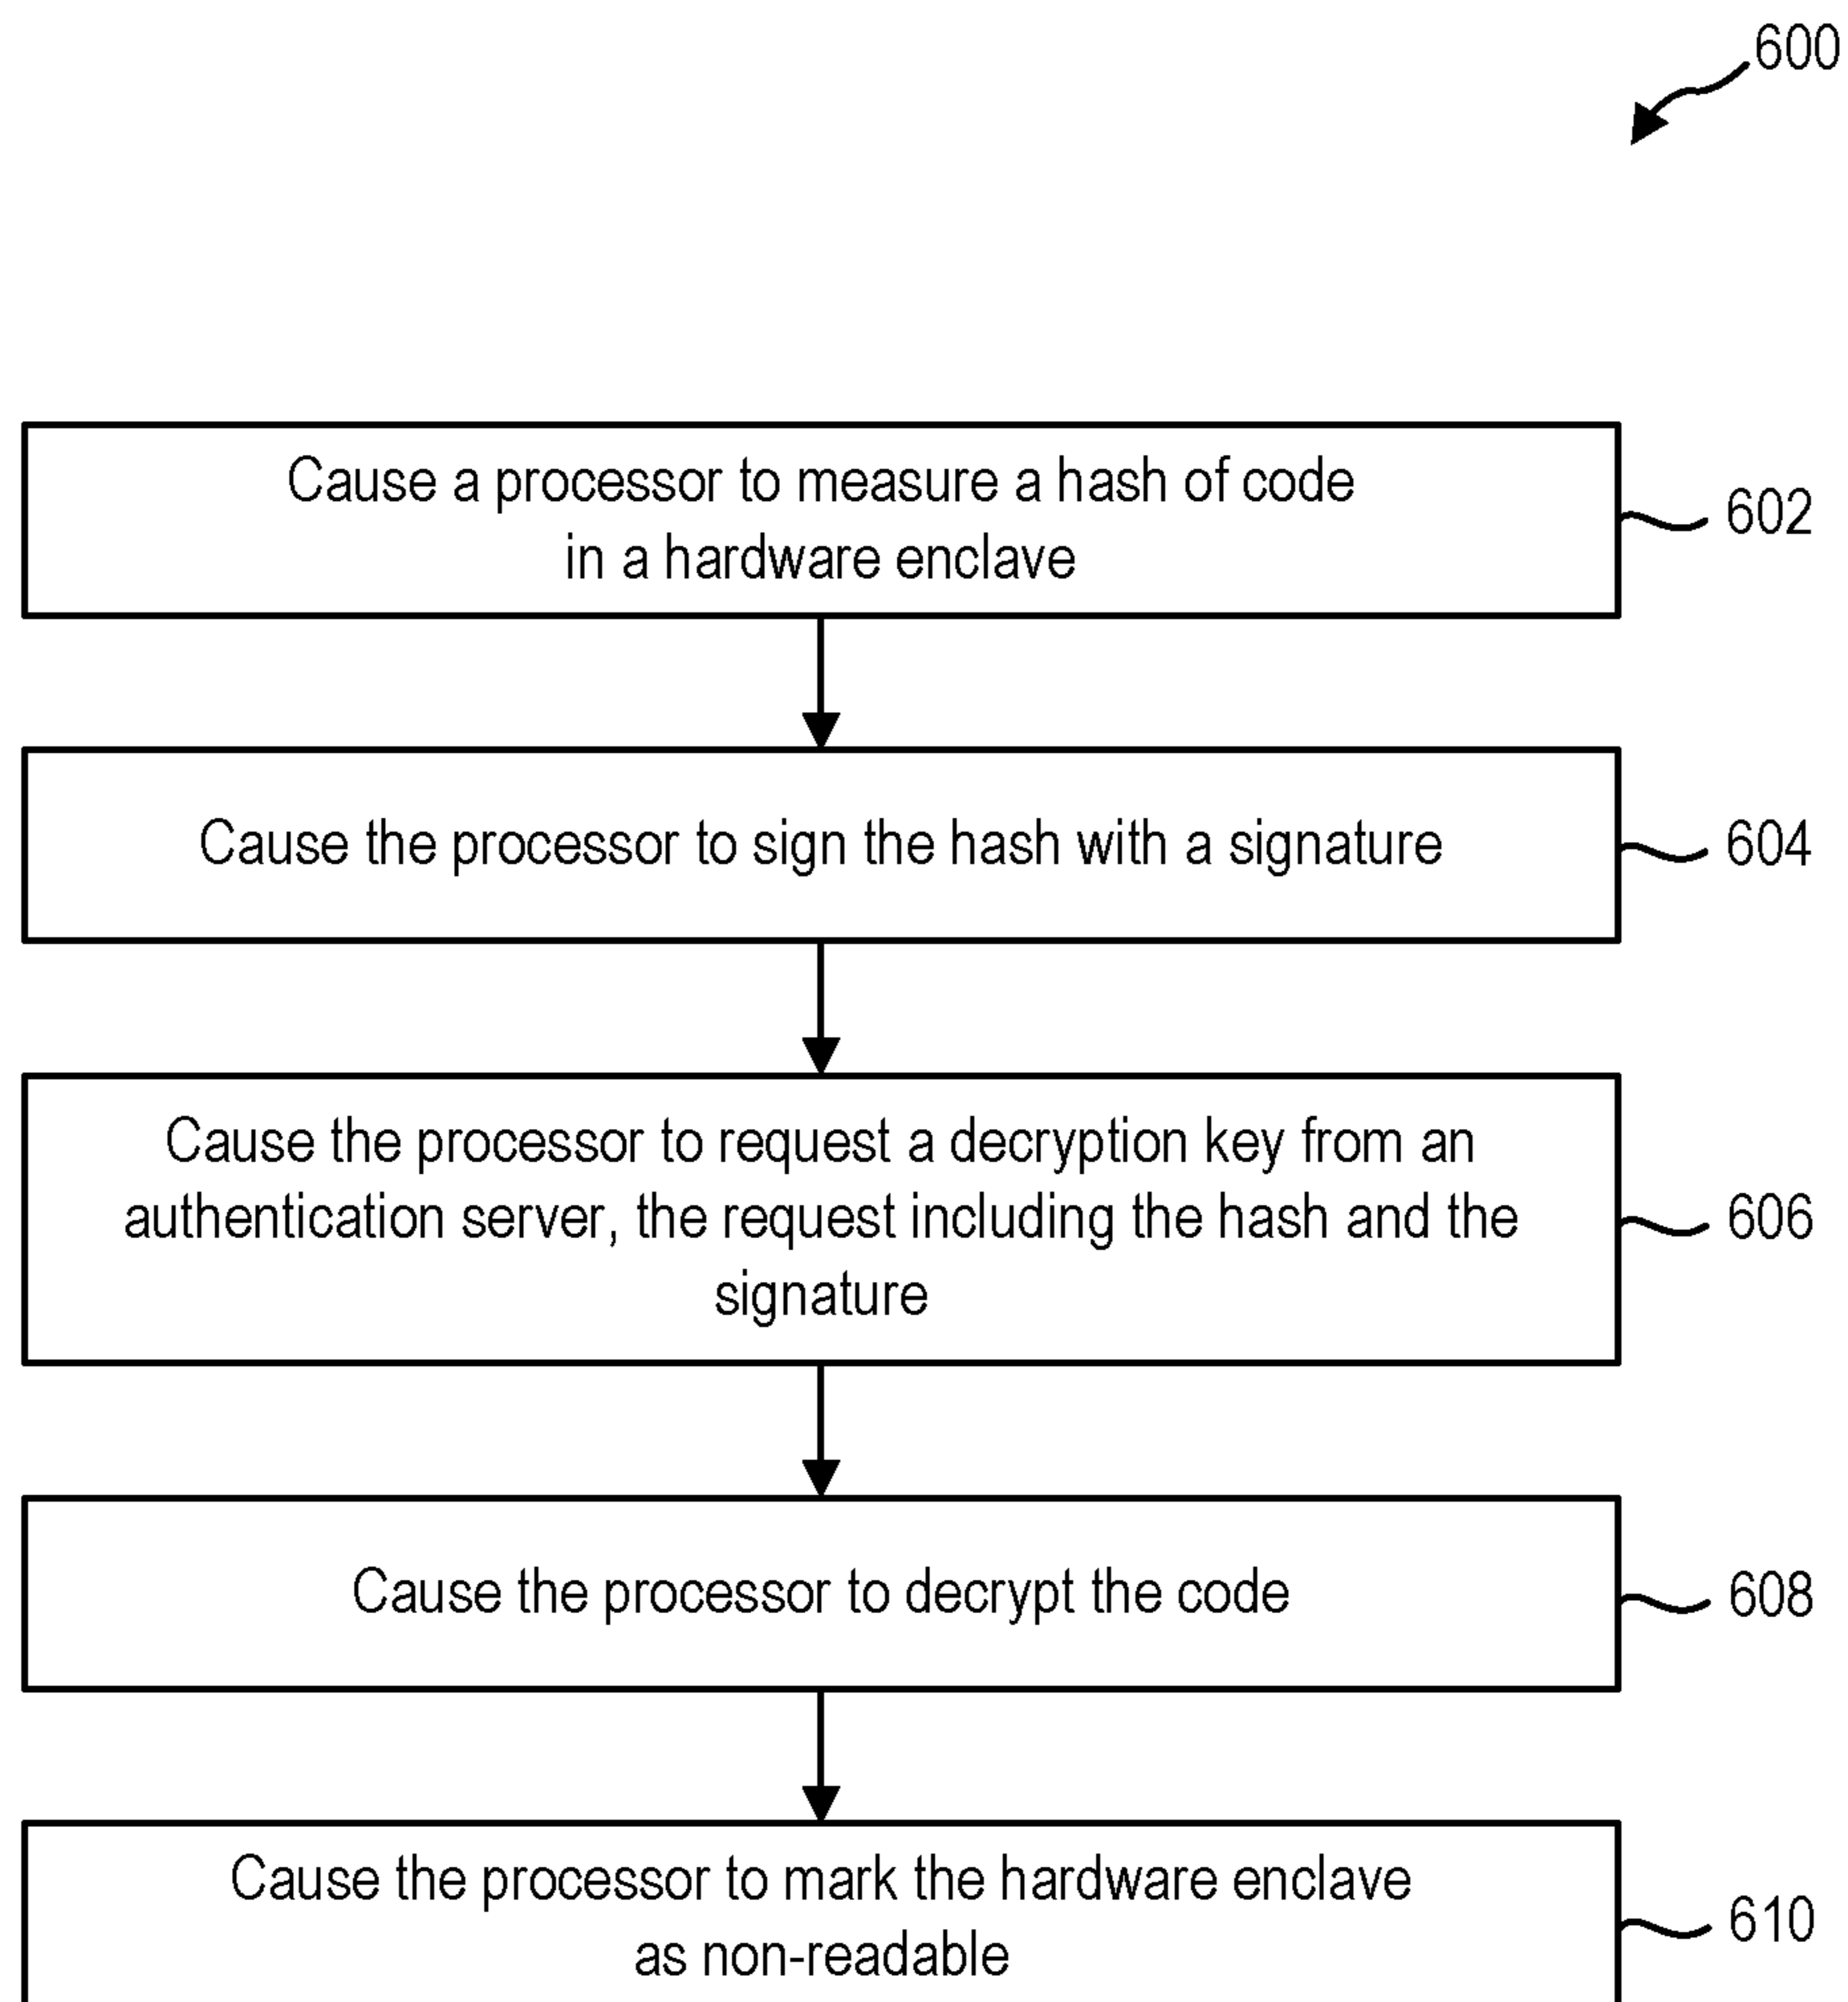 600
Cause a processor to measure a hash of code
in a hardware enclave
602
Cause the processor to sign the hash with a signature
604
Cause the processor to request a decryption key from an
authentication server, the request including the hash and the
signature
606
Cause the processor to decrypt the code
608
Cause the processor to mark the hardware enclave
as non-readable
610